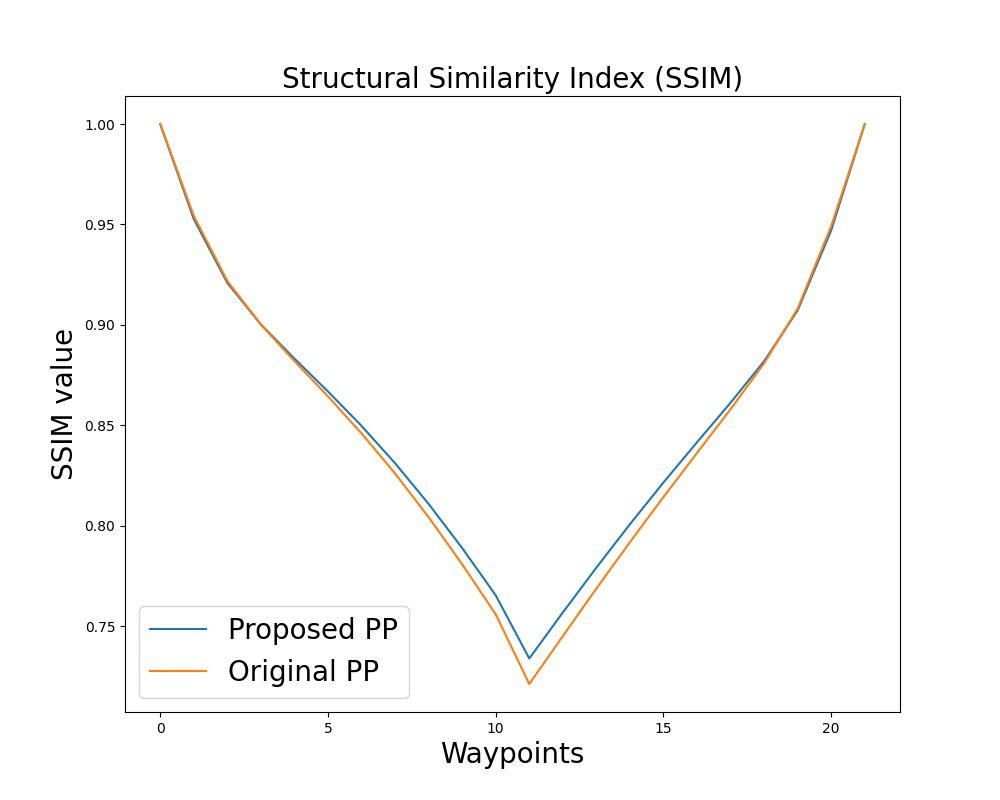 Structural Similarity Index (SSIM)
SSIM value
1.00
0.95
0.90
0.85
0.80
0.75
Proposed PP
Original PP
0 5 10 15 20
Waypoints